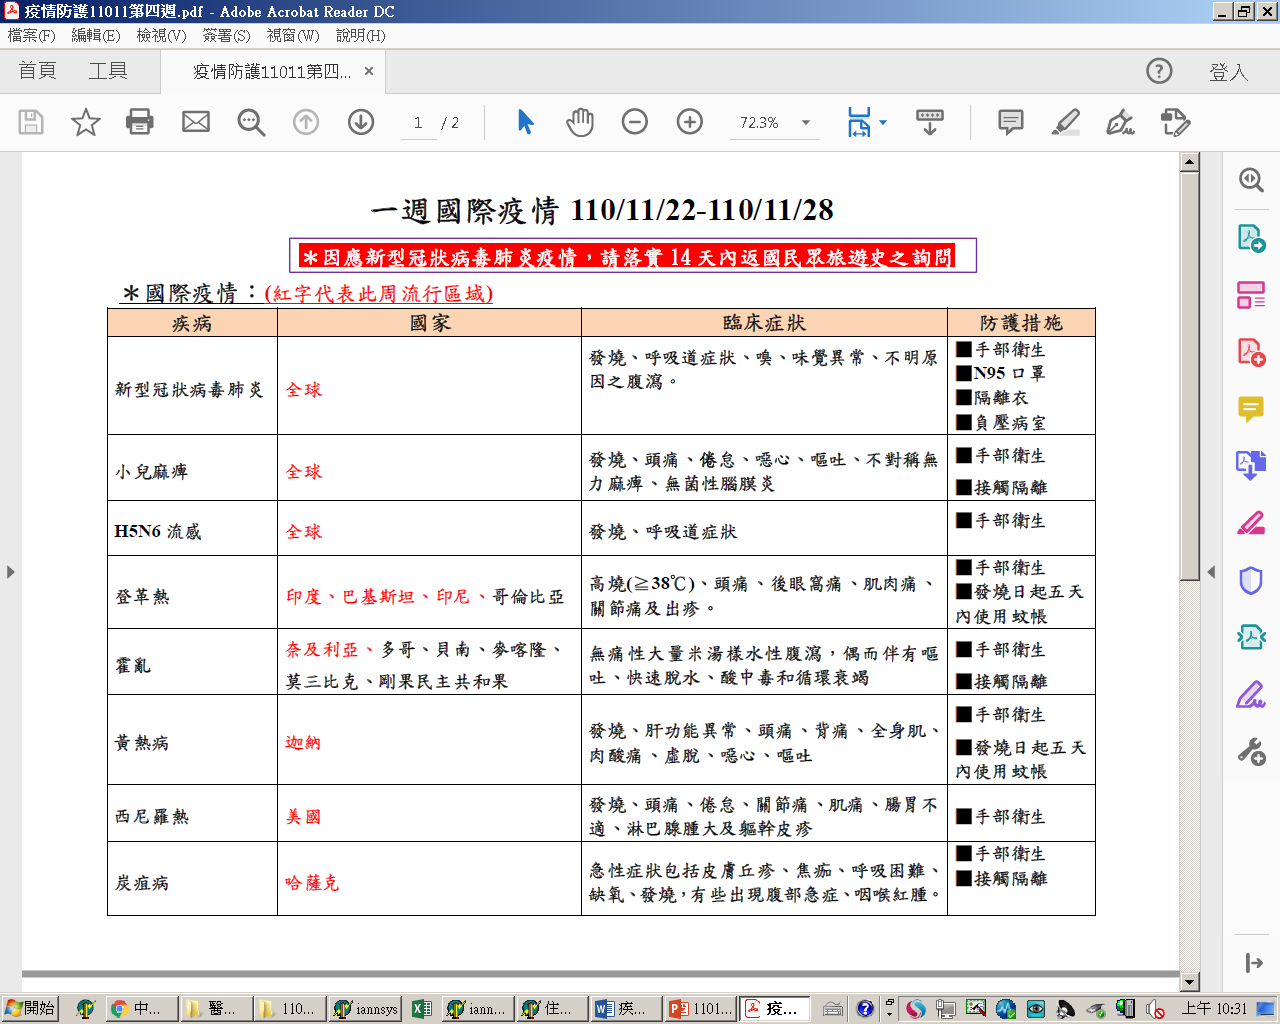 疫情防護11011第四週.pdf - Adobe Acrobat Reader DC
檔案(F) 編輯(E) 檢視(V) 簽署(S) 視窗(W) 說明(H)
首頁 工具 疫情防護11011第四... × 登入
1 / 2 72.3%
一週國際疫情 110/11/22-110/11/28
＊因應新型冠狀病毒肺炎疫情，請落實 14 天內返國民眾旅遊史之詢問
＊國際疫情：(紅字代表此周流行區域)
疾病 國家 臨床症狀 防護措施
新型冠狀病毒肺炎 全球
發燒、呼吸道症狀、嗅、味覺異常、不明原
因之腹瀉。
■手部衛生
■N95 口罩
■隔離衣
■負壓病室
小兒麻痺 全球
發燒、頭痛、倦怠、噁心、嘔吐、不對稱無
力麻痺、無菌性腦膜炎
■手部衛生
■接觸隔離
H5N6 流感 全球 發燒、呼吸道症狀
■手部衛生
登革熱 印度、巴基斯坦、印尼、哥倫比亞
高燒(≧38℃)、頭痛、後眼窩痛、肌肉痛、
關節痛及出疹。
■手部衛生
■發燒日起五天
內使用蚊帳
霍亂
奈及利亞、多哥、貝南、麥喀隆、
莫三比克、剛果民主共和果
無痛性大量米湯樣水性腹瀉，偶而伴有嘔
吐、快速脫水、酸中毒和循環衰竭
■手部衛生
■接觸隔離
黃熱病 迦納
發燒、肝功能異常、頭痛、背痛、全身肌、
肉酸痛、虛脫、噁心、嘔吐
■手部衛生
■發燒日起五天
內使用蚊帳
西尼羅熱 美國
發燒、頭痛、倦怠、關節痛、肌痛、腸胃不
適、淋巴腺腫大及軀幹皮疹
■手部衛生
炭疽病 哈薩克
急性症狀包括皮膚丘疹、焦痂、呼吸困難、
缺氧、發燒，有些出現腹部急症、咽喉紅腫。
■手部衛生
■接觸隔離
開始 中... 醫... 110... iannsys iann... 住... 疾... 1101... 疫... 上午 10:31